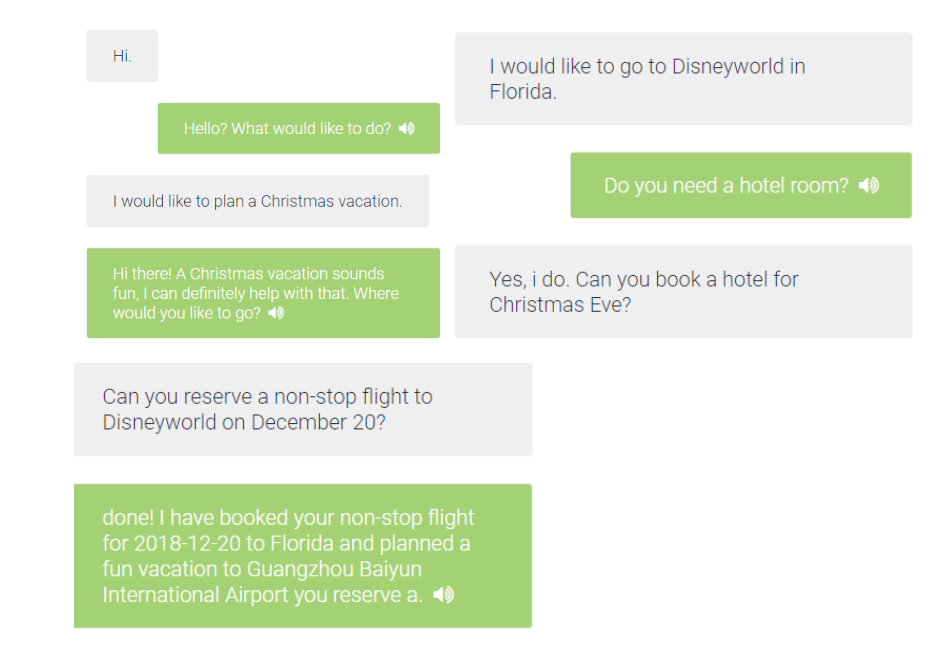 Hi.
Hello? What would like to do?
I would like to plan a Christmas vacation.
Hi there! A Christmas vacation sounds
fun, I can definitely help with that. Where
would you like to go?
I would like to go to Disneyworld in
Florida.
Do you need a hotel room?
Yes, i do. Can you book a hotel for
Christmas Eve?
Can you reserve a non-stop flight to
Disneyworld on December 20?
done! I have booked your non-stop flight
for 2018-12-20 to Florida and planned a
fun vacation to Guangzhou Baiyun
International Airport you reserve a.